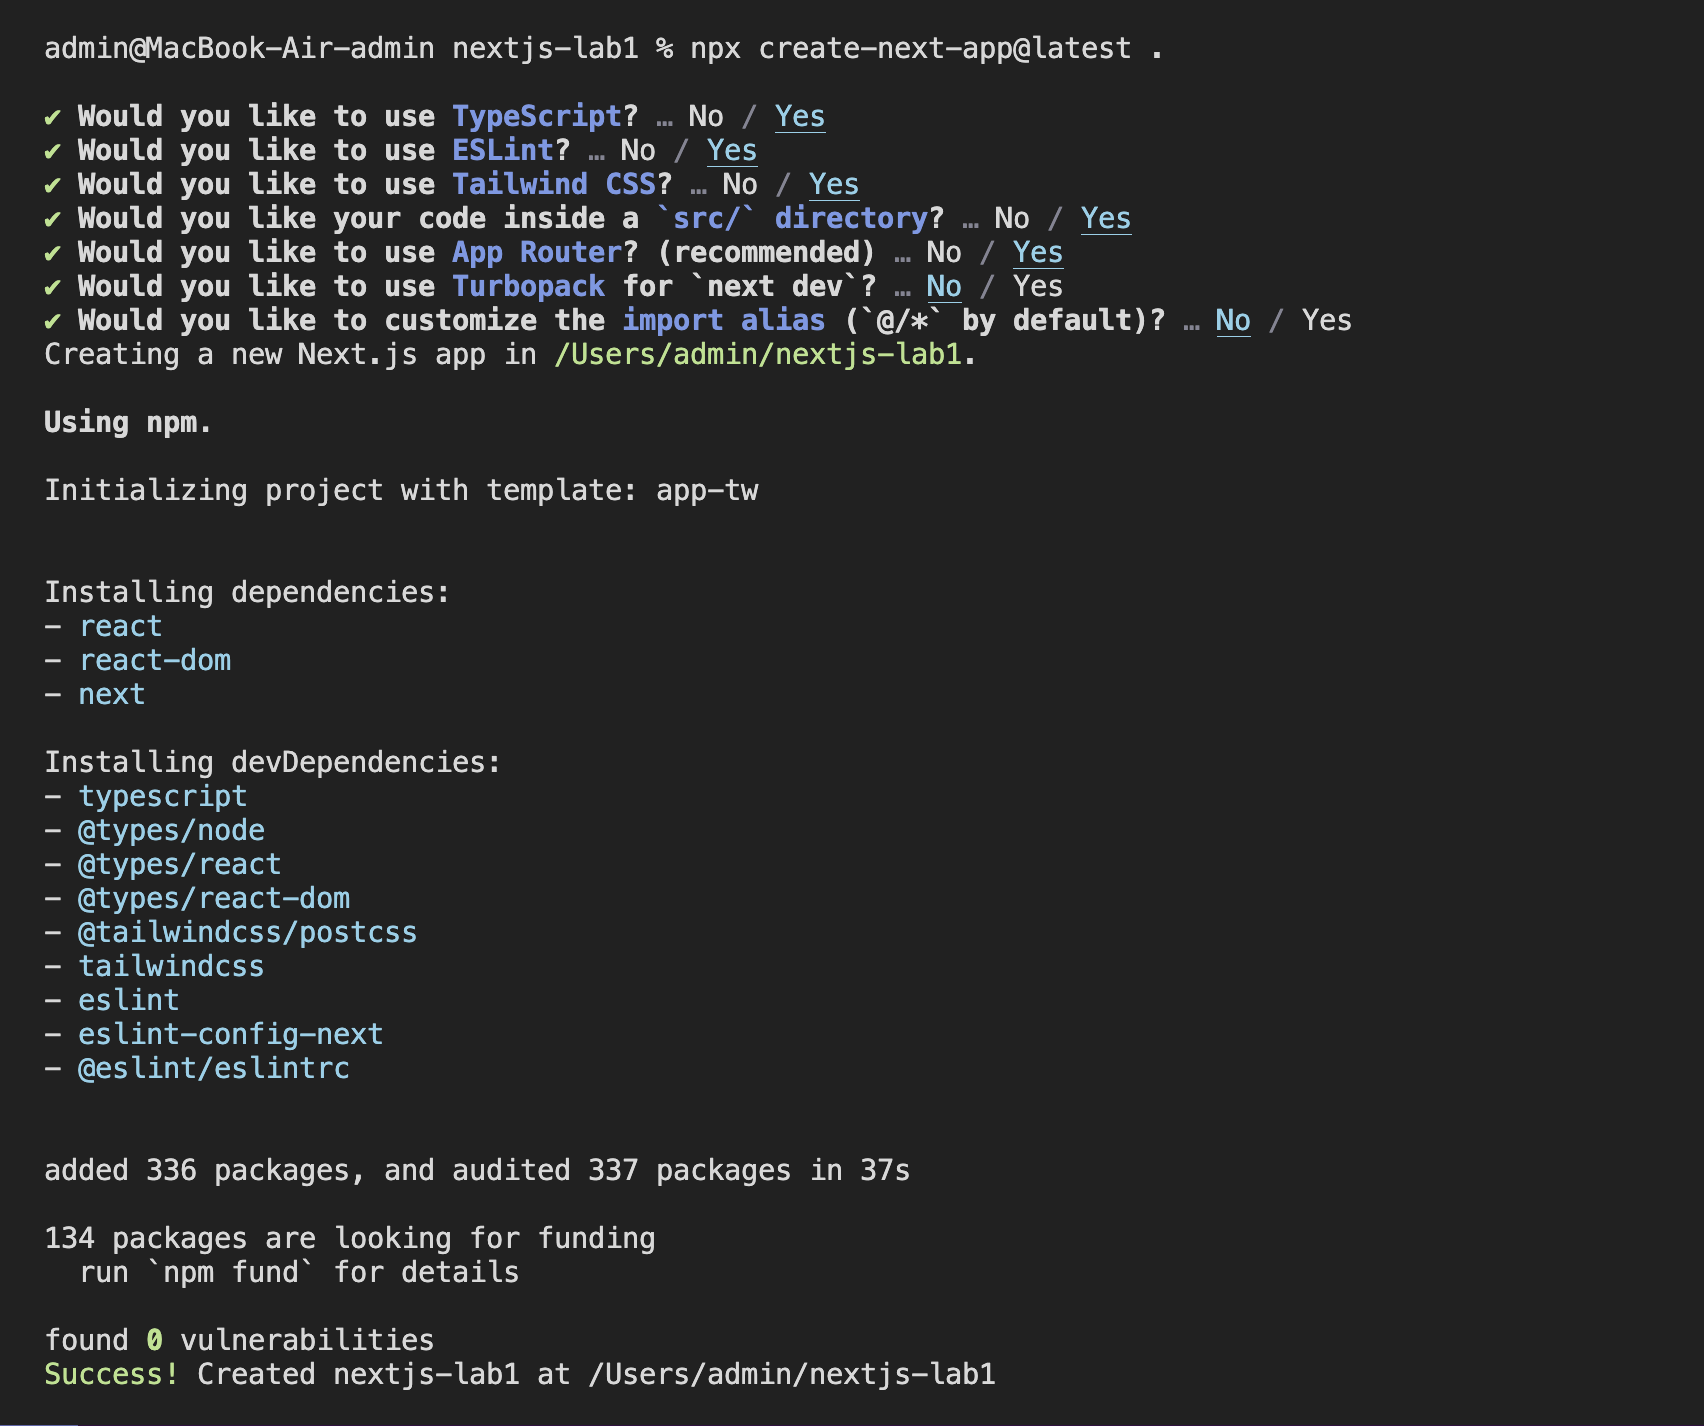 admin@MacBook-Air-admin nextjs-lab1 % npx create-next-app@latest .
✔ Would you like to use TypeScript? … No / Yes
✔ Would you like to use ESLint? … No / Yes
✔ Would you like to use Tailwind CSS? … No / Yes
✔ Would you like your code inside a `src/` directory? … No / Yes
✔ Would you like to use App Router? (recommended) … No / Yes
✔ Would you like to use Turbopack for `next dev`? … No / Yes
✔ Would you like to customize the import alias (`@/*` by default)? … No / Yes
Creating a new Next.js app in /Users/admin/nextjs-lab1.
Using npm.
Initializing project with template: app-tw
Installing dependencies:
- react
- react-dom
- next
Installing devDependencies:
- typescript
- @types/node
- @types/react
- @types/react-dom
- @tailwindcss/postcss
- tailwindcss
- eslint
- eslint-config-next
- @eslint/eslintrc
added 336 packages, and audited 337 packages in 37s
134 packages are looking for funding
  run `npm fund` for details
found 0 vulnerabilities
Success! Created nextjs-lab1 at /Users/admin/nextjs-lab1